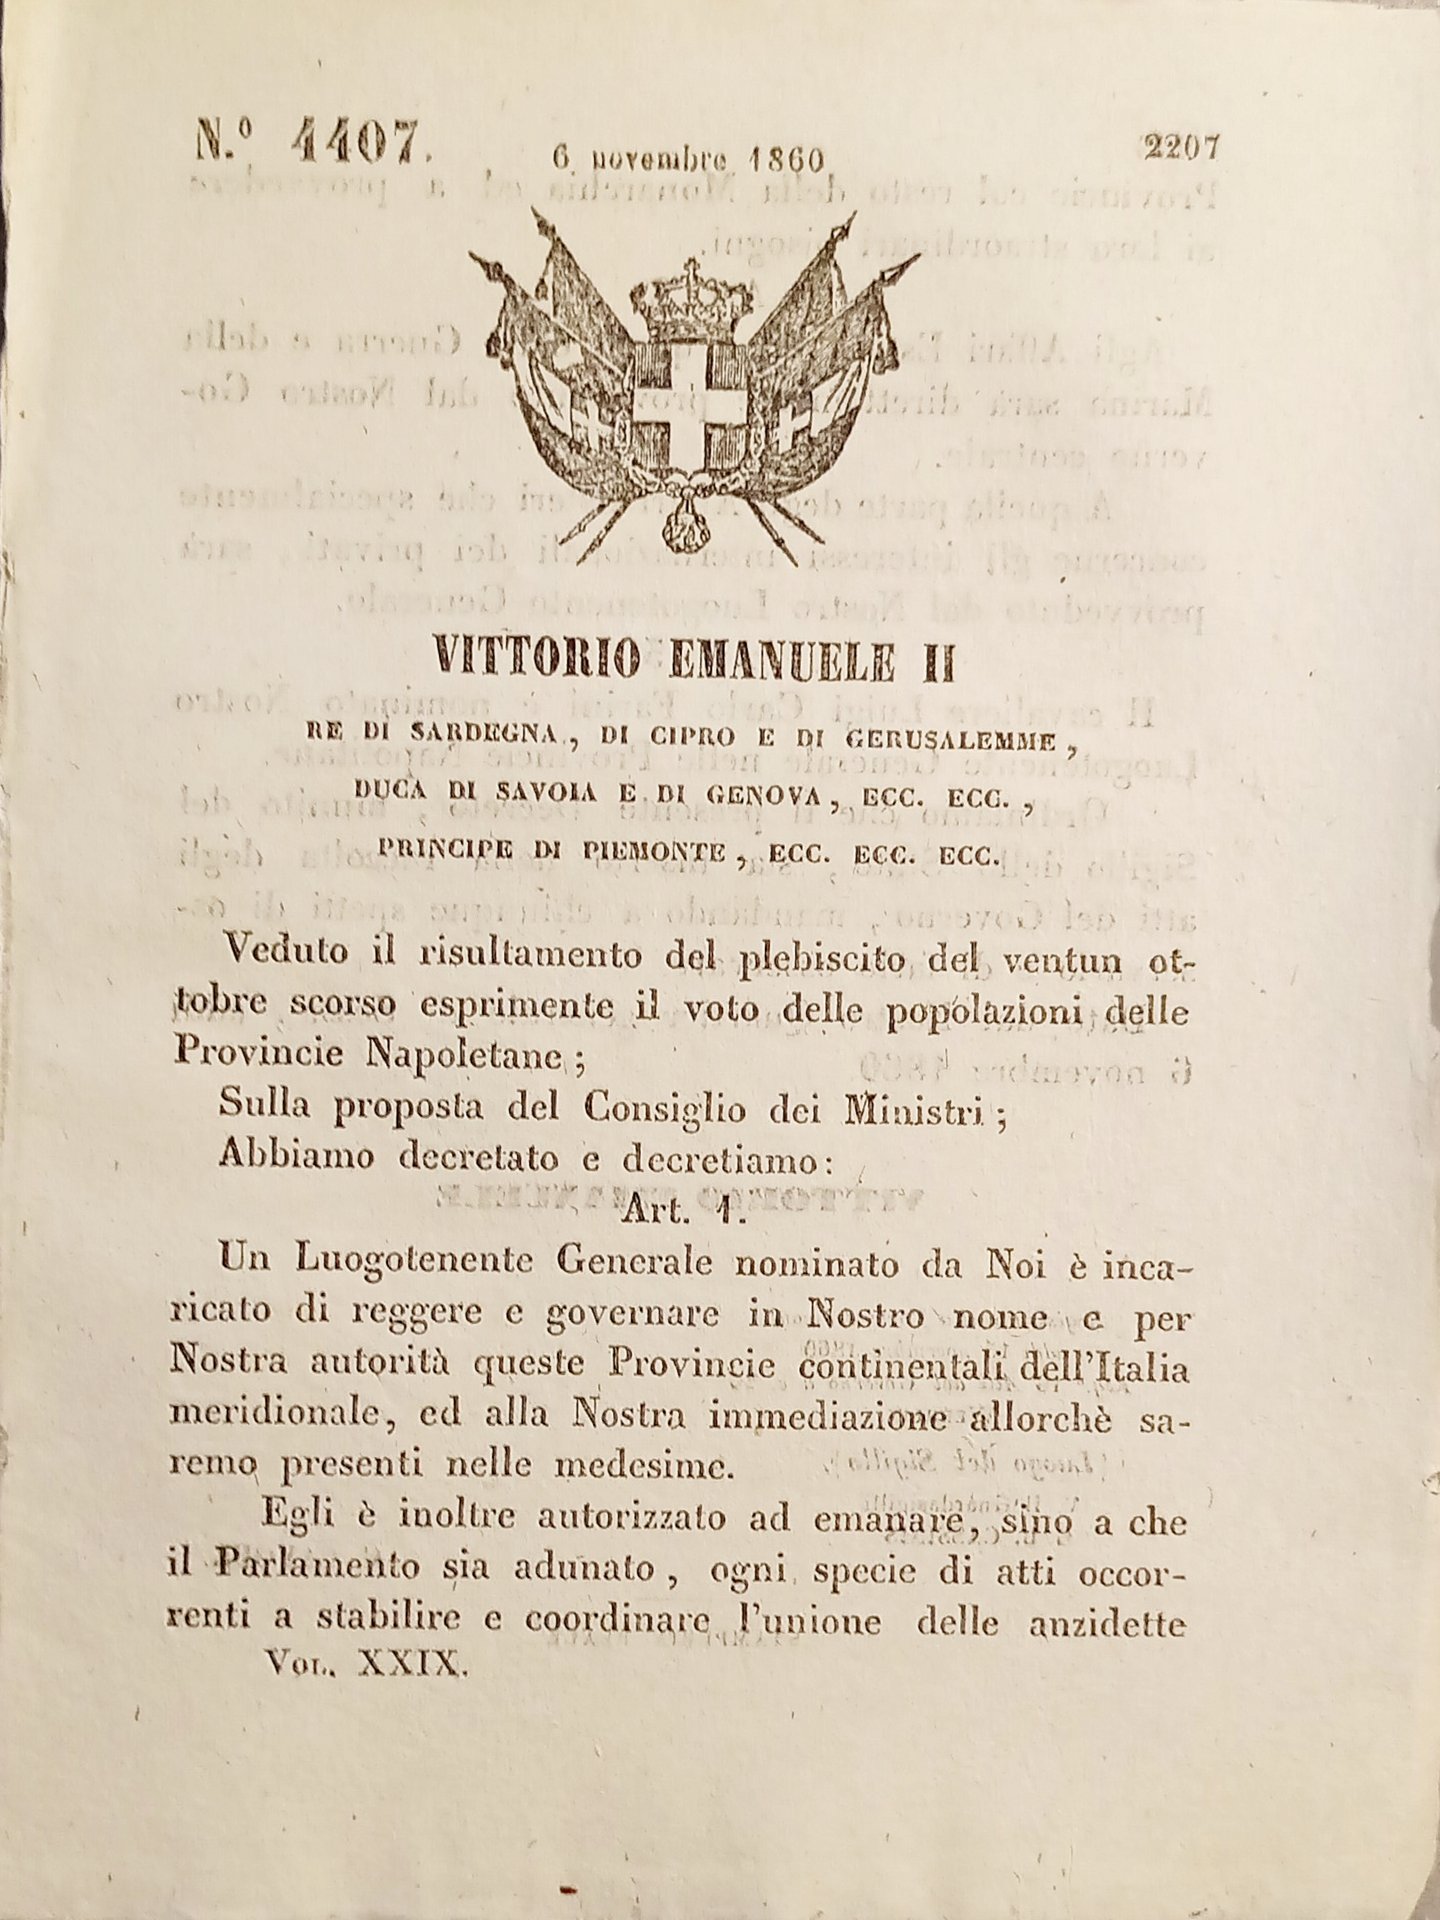 N.º 4407.
6 novembre 1860
2207
VITTORIO EMANUELE II
RE DI SARDEGNA, DI CIPRO E DI GERUSALEMME,
DUCA DI SAVOIA E DI GENOVA, ECC. ECC.,
PRINCIPE DI PIEMONTE, ECC. ECC. ECC.
Veduto il risultamento del plebiscito del ventun ot-
tobre scorso esprimente il voto delle popolazioni delle
Provincie Napoletane;
Sulla proposta del Consiglio dei Ministri;
Abbiamo decretato e decretiamo:
Art. 1.
Un Luogotenente Generale nominato da Noi è inca-
ricato di reggere e governare in Nostro nome e per
Nostra autorità queste Provincie continentali dell'Italia
meridionale, ed alla Nostra immediazione allorchè sa-
remo presenti nelle medesime.
Egli è inoltre autorizzato ad emanare, sino a che
il Parlamento sia adunato, ogni specie di atti occor-
renti a stabilire e coordinare l'unione delle anzidette
VOL. XXIX.